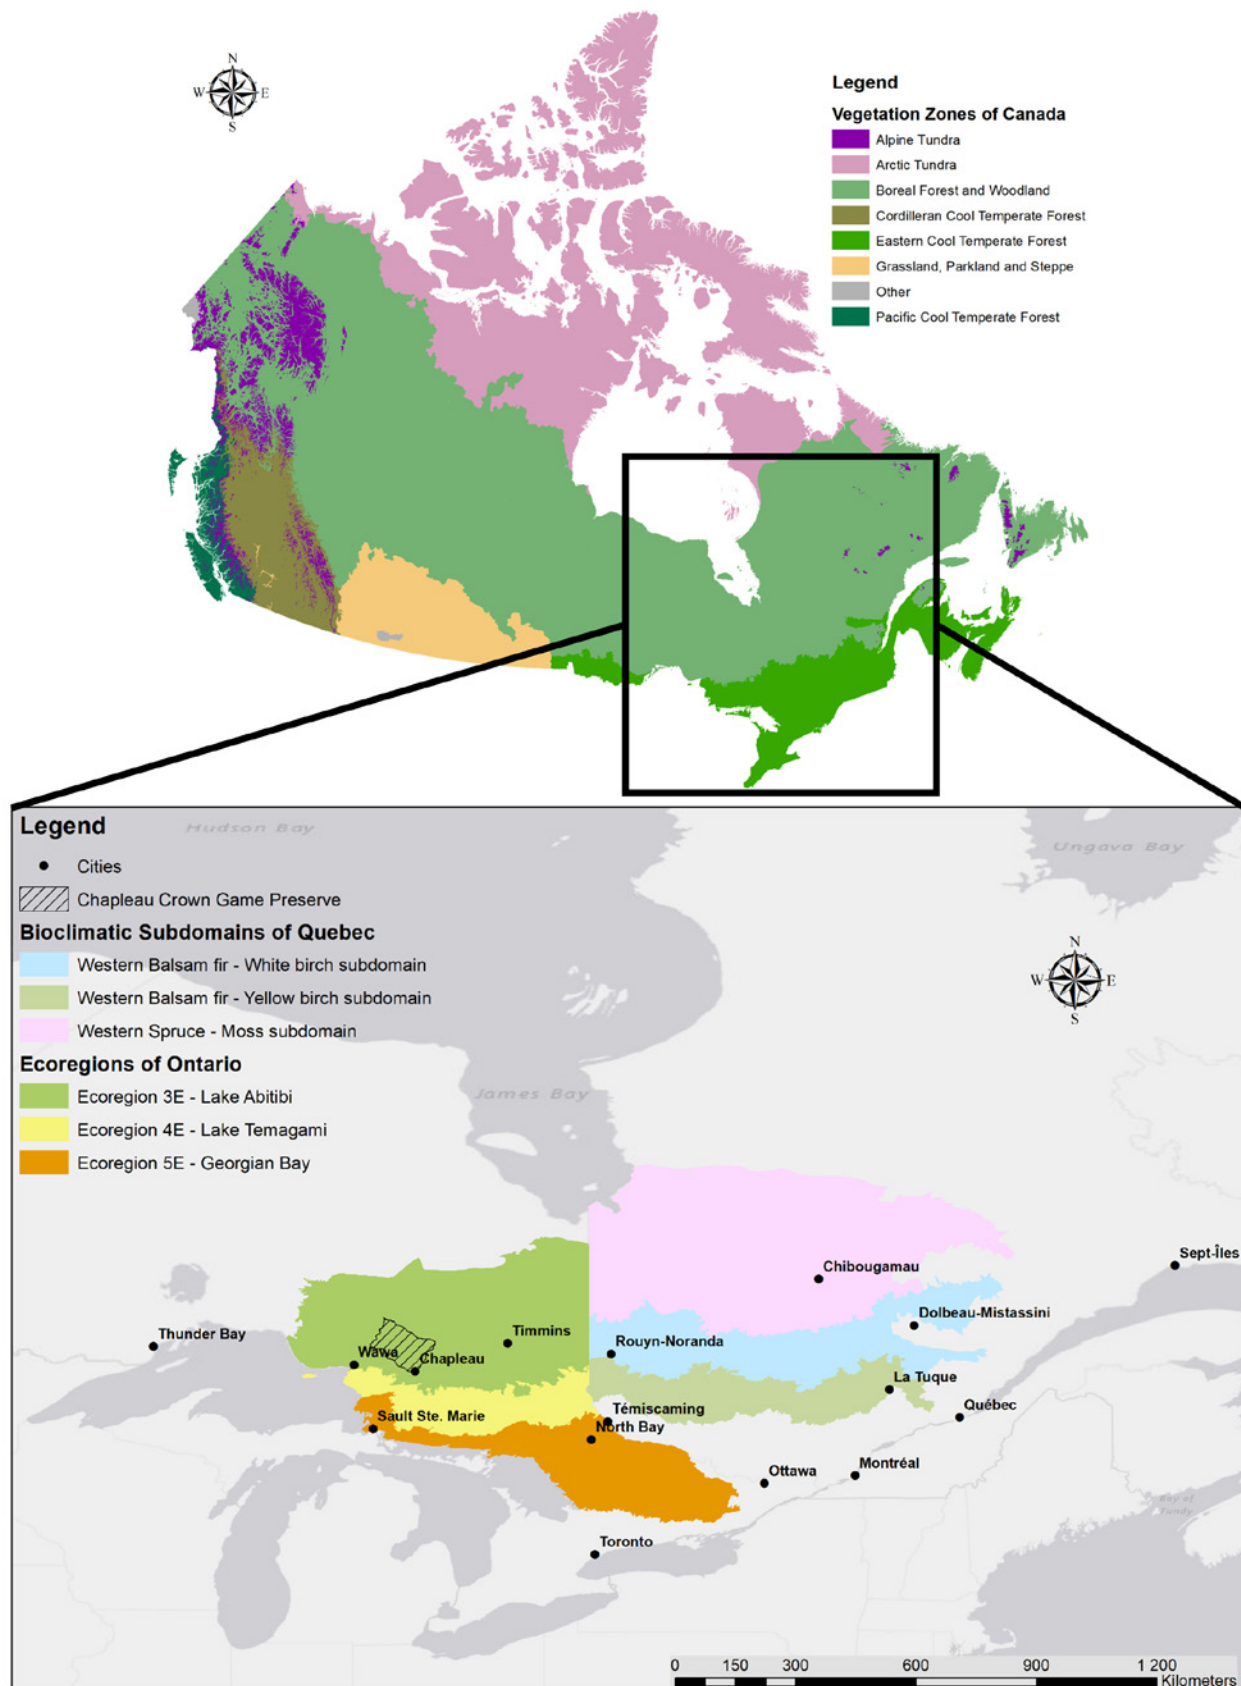 N
W E
S
Legend
Vegetation Zones of Canada
Alpine Tundra
Arctic Tundra
Boreal Forest and Woodland
Cordilleran Cool Temperate Forest
Eastern Cool Temperate Forest
Grassland, Parkland and Steppe
Other
Pacific Cool Temperate Forest
Legend
Hudson Bay
Ungava Bay
Cities
Chapleau Crown Game Preserve
Bioclimatic Subdomains of Quebec
Western Balsam fir - White birch subdomain
Western Balsam fir - Yellow birch subdomain
Western Spruce - Moss subdomain
N
W E
S
Ecoregions of Ontario
Ecoregion 3E - Lake Abitibi
Ecoregion 4E - Lake Temagami
Ecoregion 5E - Georgian Bay
James Bay
Sept-Îles
Chibougamau
Dolbeau-Mistassini
Thunder Bay
Timmins
Rouyn-Noranda
Wawa
Chapleau
La Tuque
Québec
Témiscaming
Sault Ste. Marie
North Bay
Ottawa
Montréal
Bay of
Fundy
Toronto
0 150 300 600 900 1 200
Kilometers